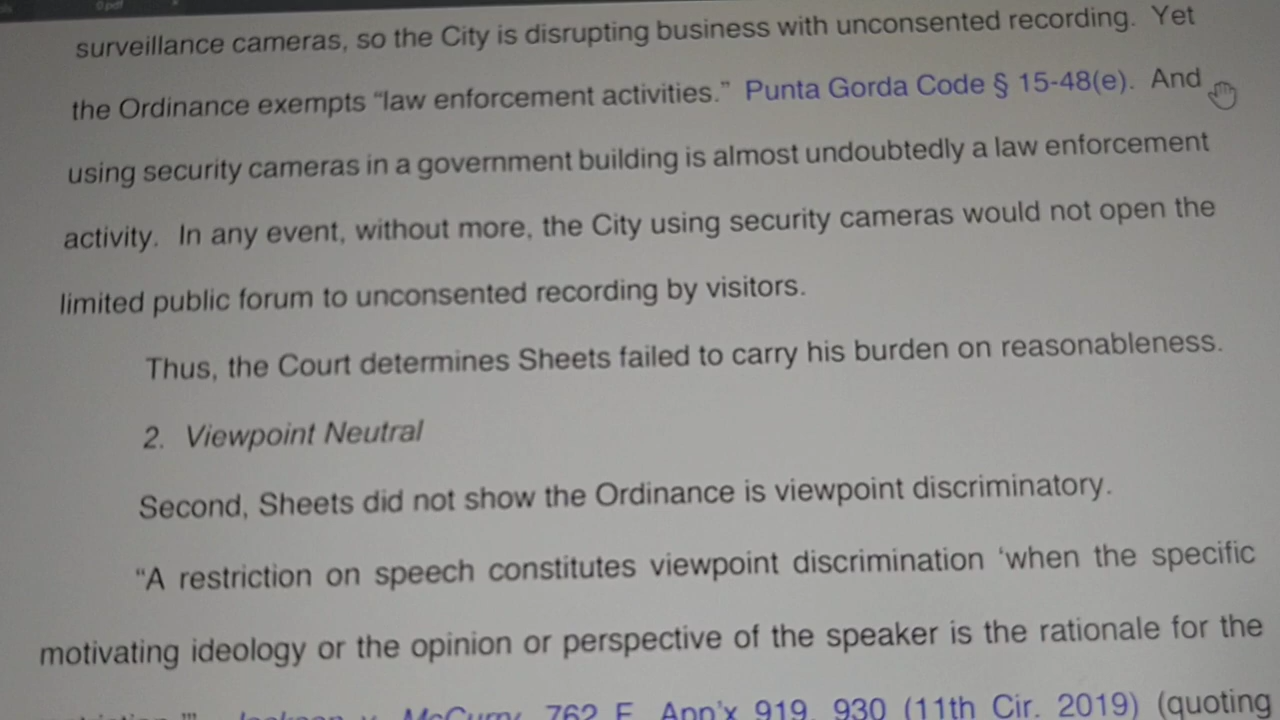 0.pdf
surveillance cameras, so the City is disrupting business with unconsented recording. Yet
the Ordinance exempts “law enforcement activities.” Punta Gorda Code § 15-48(e). And
using security cameras in a government building is almost undoubtedly a law enforcement
activity. In any event, without more, the City using security cameras would not open the
limited public forum to unconsented recording by visitors.
Thus, the Court determines Sheets failed to carry his burden on reasonableness.
2. Viewpoint Neutral
Second, Sheets did not show the Ordinance is viewpoint discriminatory.
“A restriction on speech constitutes viewpoint discrimination ‘when the specific
motivating ideology or the opinion or perspective of the speaker is the rationale for the
v. McCurry, 762 F. App’x 919, 930 (11th Cir. 2019) (quoting